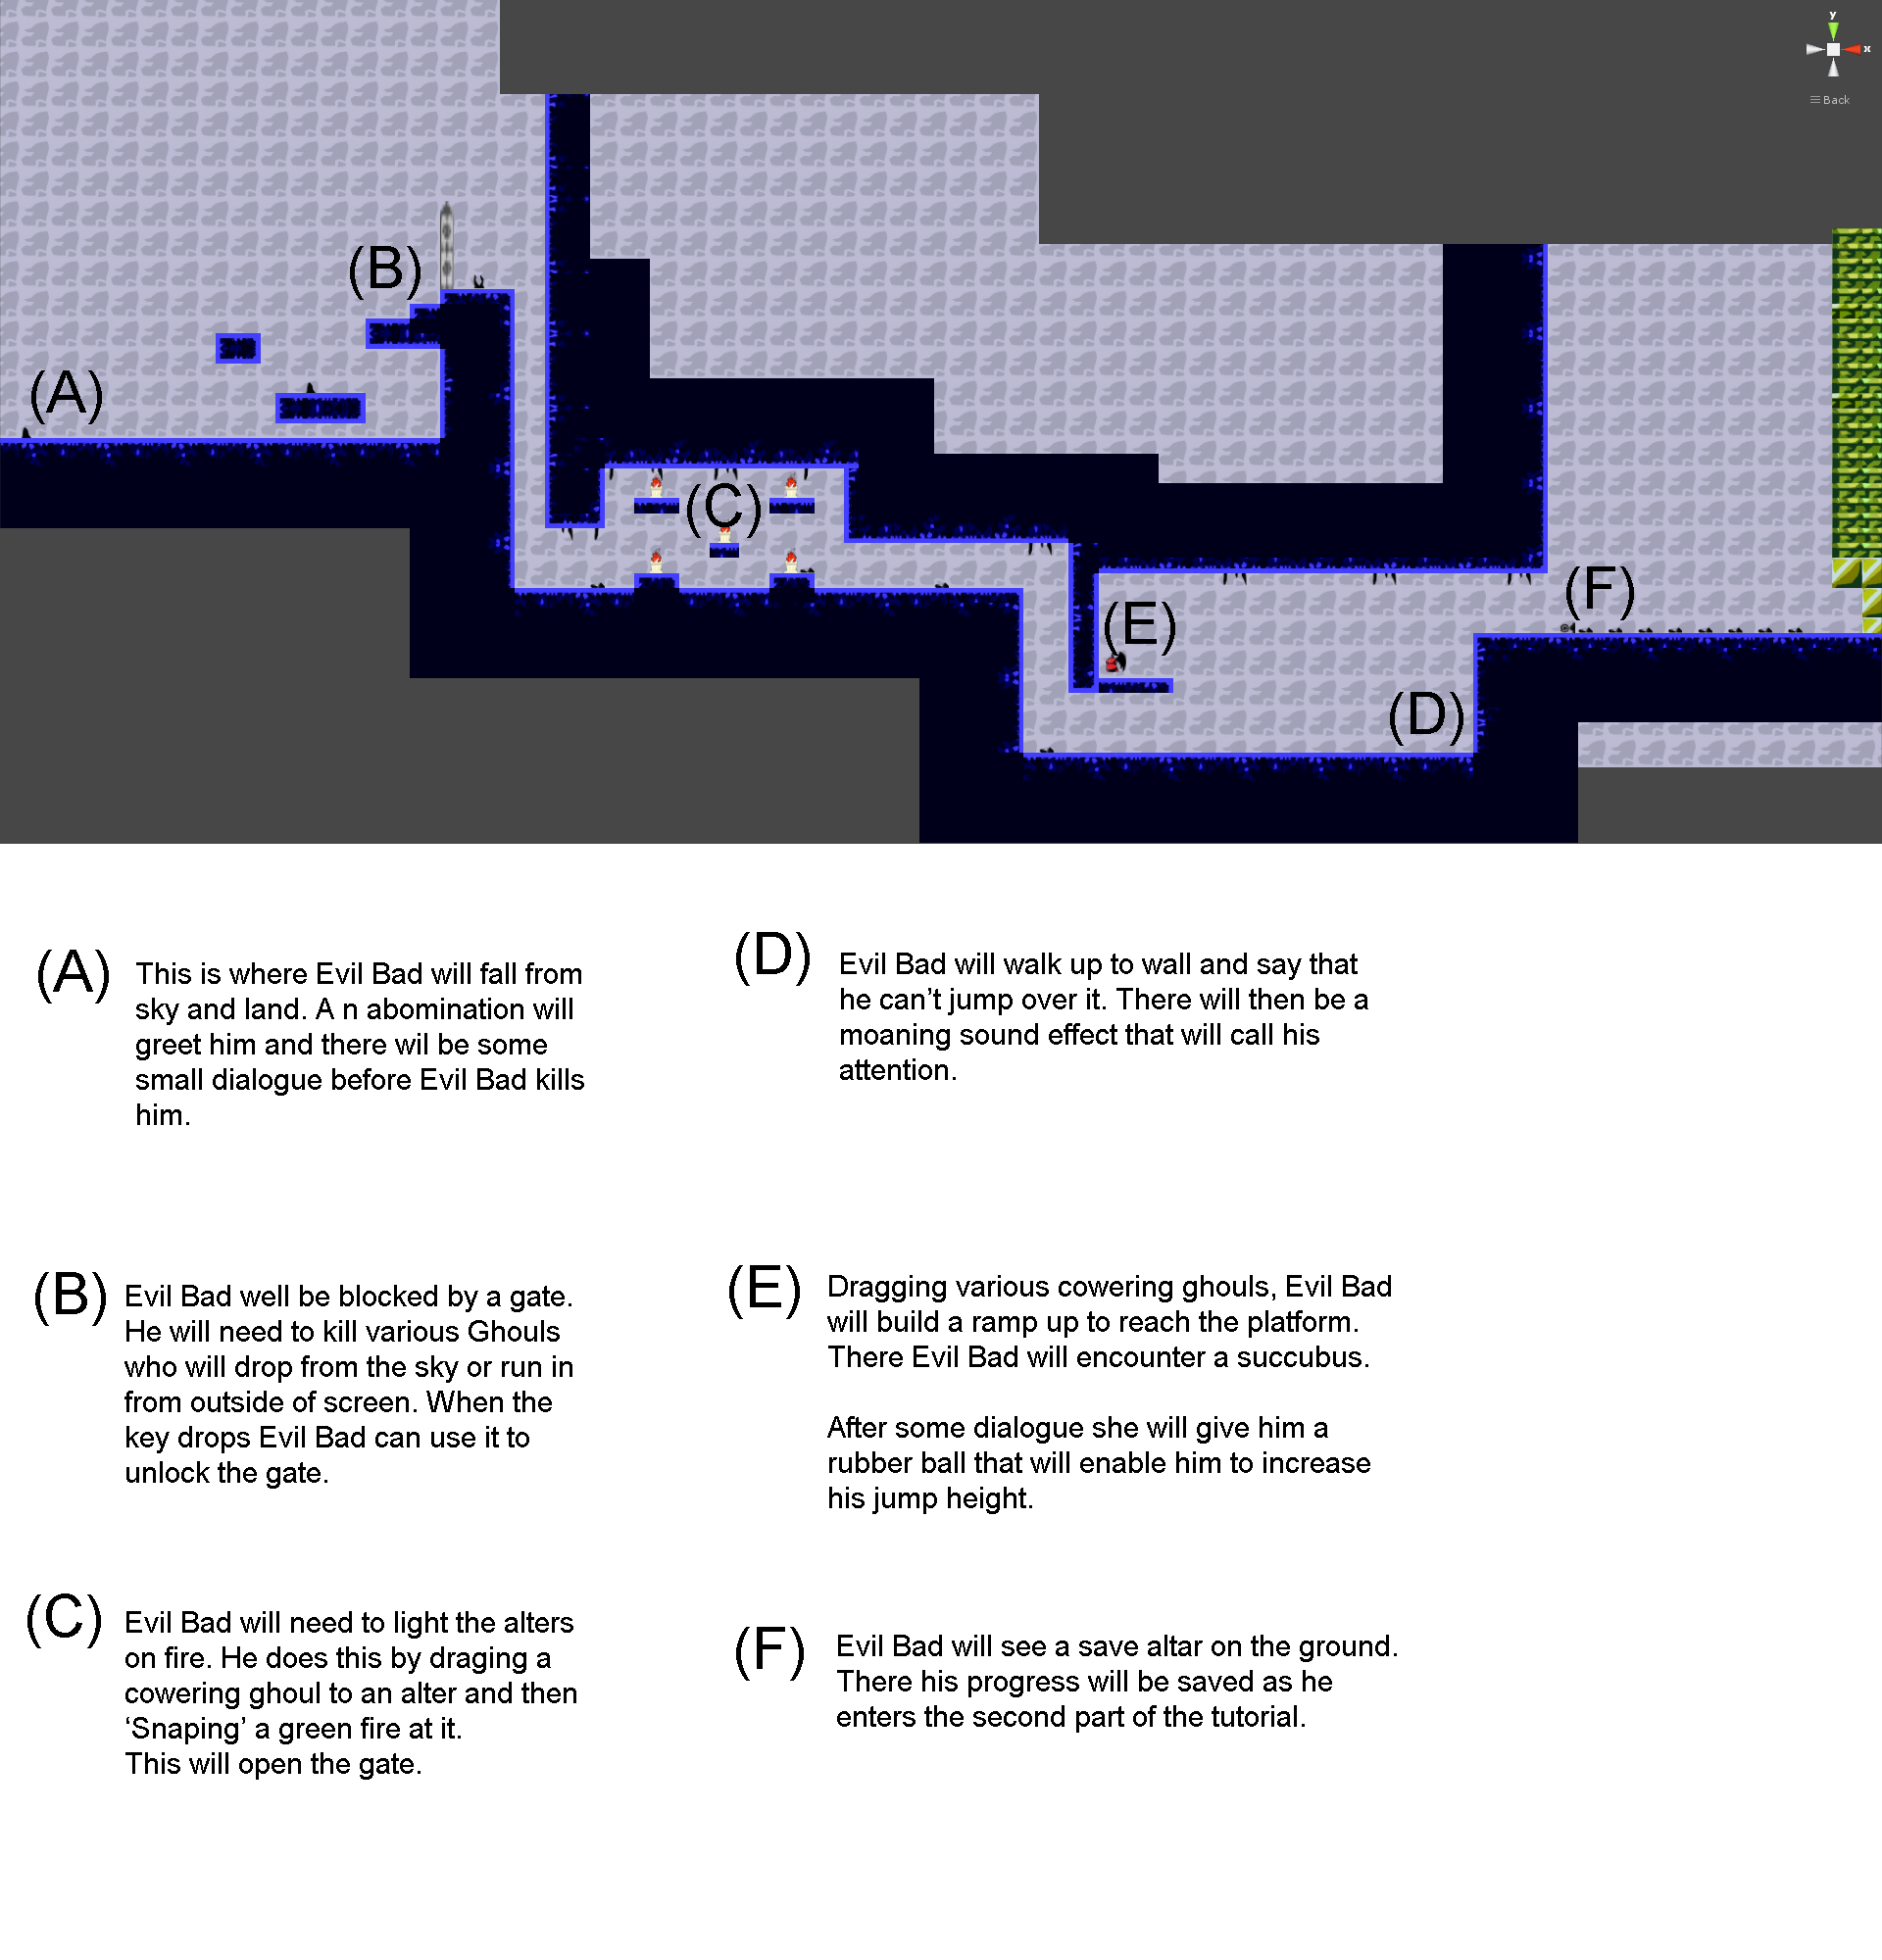 y
x
Back
(B)
(A)
(C)
(F)
(E)
(D)
(A)
This is where Evil Bad will fall from
sky and land. A n abomination will
greet him and there wil be some
small dialogue before Evil Bad kills
him.
(B)
Evil Bad well be blocked by a gate.
He will need to kill various Ghouls
who will drop from the sky or run in
from outside of screen. When the
key drops Evil Bad can use it to
unlock the gate.
(C)
Evil Bad will need to light the alters
on fire. He does this by draging a
cowering ghoul to an alter and then
‘Snaping’ a green fire at it.
This will open the gate.
(D)
Evil Bad will walk up to wall and say that
he can’t jump over it. There will then be a
moaning sound effect that will call his
attention.
(E)
Dragging various cowering ghouls, Evil Bad
will build a ramp up to reach the platform.
There Evil Bad will encounter a succubus.
After some dialogue she will give him a
rubber ball that will enable him to increase
his jump height.
(F)
Evil Bad will see a save altar on the ground.
There his progress will be saved as he
enters the second part of the tutorial.